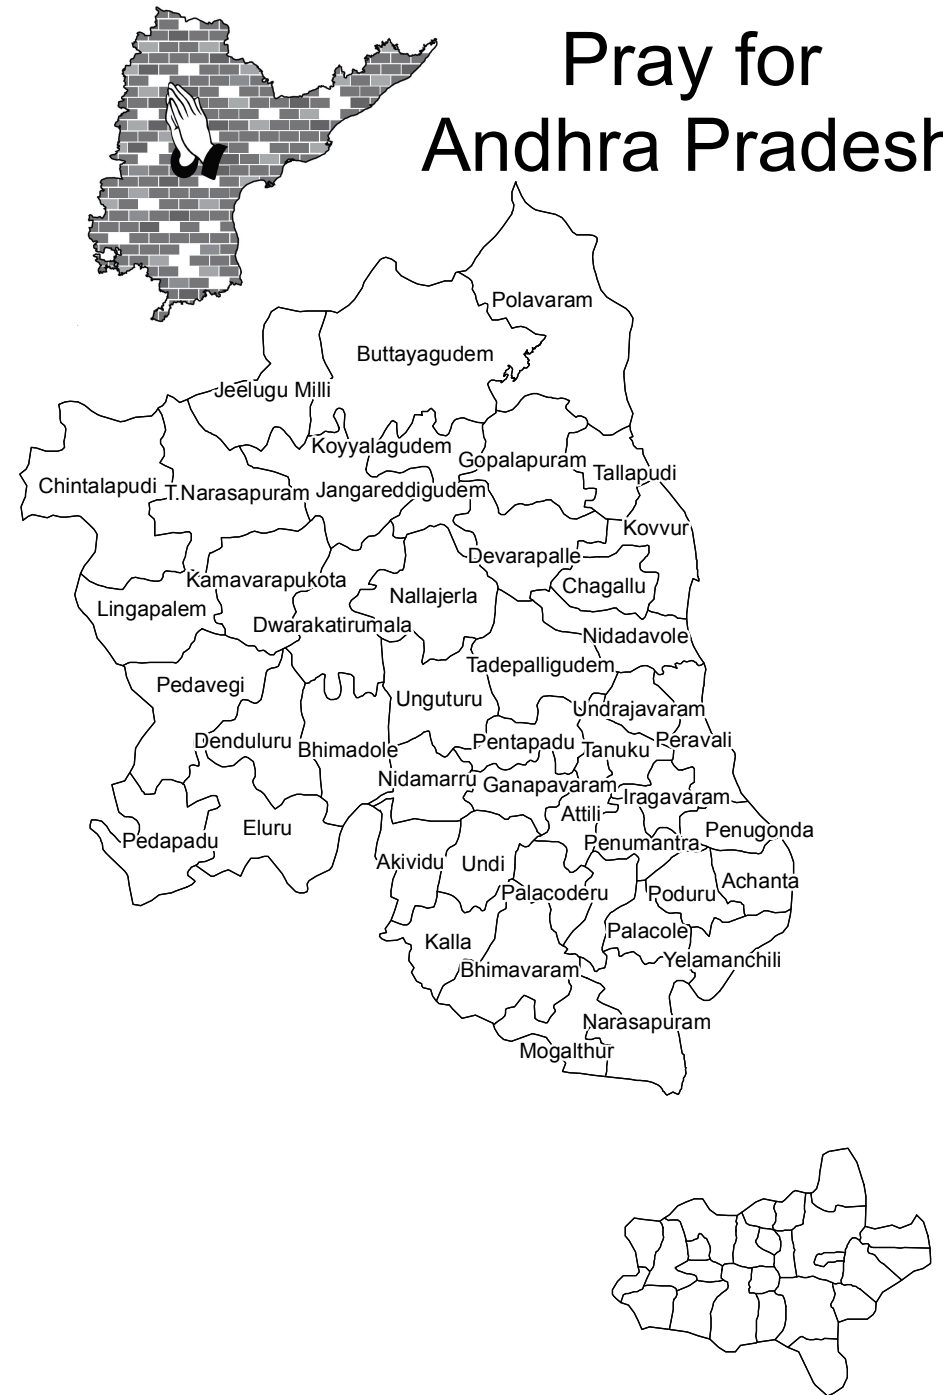 Pray for
Andhra Pradesh
Polavaram
Buttayagudem
Jeelugu Milli
Koyyalagudem
Gopalapuram
Tallapudi
Chintalapudi
T.Narasapuram
Jangareddigudem
Kovvur
Devarapalle
Kamavarapukota
Chagallu
Nallajerla
Lingapalem
Dwarakatirumala
Nidadavole
Tadepalligudem
Pedavegi
Unguturu
Undrajavaram
Denduluru
Bhimadole
Pentapadu
Tanuku
Peravali
Nidamarru
Ganapavaram
Iragavaram
Attili
Eluru
Pedapadu
Penumantra
Penugonda
Akividu
Undi
Palacoderu
Poduru
Achanta
Palacole
Kalla
Bhimavaram
Yelamanchili
Narasapuram
Mogalthur